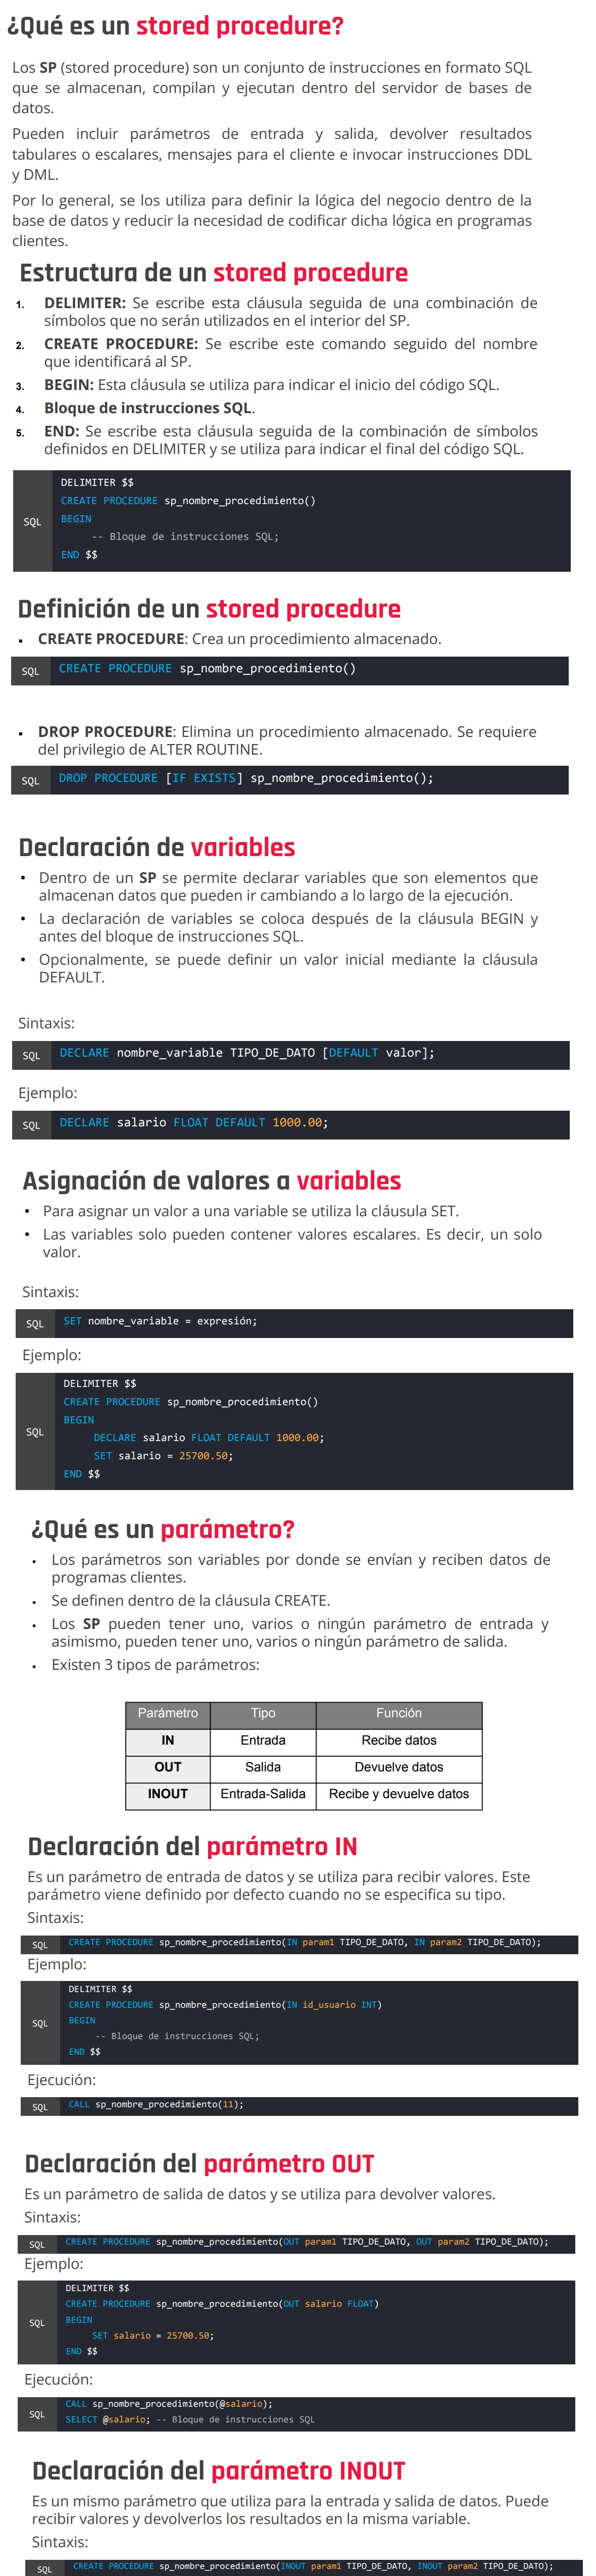 ¿Qué es un stored procedure?
Los SP (stored procedure) son un conjunto de instrucciones en formato SQL
que se almacenan, compilan y ejecutan dentro del servidor de bases de
datos.
Pueden incluir parámetros de entrada y salida, devolver resultados
tabulares o escalares, mensajes para el cliente e invocar instrucciones DDL
y DML.
Por lo general, se los utiliza para definir la lógica del negocio dentro de la
base de datos y reducir la necesidad de codificar dicha lógica en programas
clientes.
Estructura de un stored procedure
1. DELIMITER: Se escribe esta cláusula seguida de una combinación de
símbolos que no serán utilizados en el interior del SP.
2. CREATE PROCEDURE: Se escribe este comando seguido del nombre
que identificará al SP.
3. BEGIN: Esta cláusula se utiliza para indicar el inicio del código SQL.
4. Bloque de instrucciones SQL.
5. END: Se escribe esta cláusula seguida de la combinación de símbolos
definidos en DELIMITER y se utiliza para indicar el final del código SQL.
SQL
DELIMITER $$
CREATE PROCEDURE sp_nombre_procedimiento()
BEGIN
-- Bloque de instrucciones SQL;
END $$
Definición de un stored procedure
▪ CREATE PROCEDURE: Crea un procedimiento almacenado.
SQL CREATE PROCEDURE sp_nombre_procedimiento()
▪ DROP PROCEDURE: Elimina un procedimiento almacenado. Se requiere
del privilegio de ALTER ROUTINE.
SQL DROP PROCEDURE [IF EXISTS] sp_nombre_procedimiento();
Declaración de variables
• Dentro de un SP se permite declarar variables que son elementos que
almacenan datos que pueden ir cambiando a lo largo de la ejecución.
• La declaración de variables se coloca después de la cláusula BEGIN y
antes del bloque de instrucciones SQL.
• Opcionalmente, se puede definir un valor inicial mediante la cláusula
DEFAULT.
Sintaxis:
SQL DECLARE nombre_variable TIPO_DE_DATO [DEFAULT valor];
Ejemplo:
SQL DECLARE salario FLOAT DEFAULT 1000.00;
Asignación de valores a variables
• Para asignar un valor a una variable se utiliza la cláusula SET.
• Las variables solo pueden contener valores escalares. Es decir, un solo
valor.
Sintaxis:
SQL SET nombre_variable = expresión;
Ejemplo:
SQL
DELIMITER $$
CREATE PROCEDURE sp_nombre_procedimiento()
BEGIN
DECLARE salario FLOAT DEFAULT 1000.00;
SET salario = 25700.50;
END $$
¿Qué es un parámetro?
▪ Los parámetros son variables por donde se envían y reciben datos de
programas clientes.
▪ Se definen dentro de la cláusula CREATE.
▪ Los SP pueden tener uno, varios o ningún parámetro de entrada y
asimismo, pueden tener uno, varios o ningún parámetro de salida.
▪ Existen 3 tipos de parámetros:
Parámetro Tipo Función
IN Entrada Recibe datos
OUT Salida Devuelve datos
INOUT Entrada-Salida Recibe y devuelve datos
Declaración del parámetro IN
Es un parámetro de entrada de datos y se utiliza para recibir valores. Este
parámetro viene definido por defecto cuando no se especifica su tipo.
Sintaxis:
SQL CREATE PROCEDURE sp_nombre_procedimiento(IN param1 TIPO_DE_DATO, IN param2 TIPO_DE_DATO);
Ejemplo:
SQL
DELIMITER $$
CREATE PROCEDURE sp_nombre_procedimiento(IN id_usuario INT)
BEGIN
-- Bloque de instrucciones SQL;
END $$
Ejecución:
SQL CALL sp_nombre_procedimiento(11);
Declaración del parámetro OUT
Es un parámetro de salida de datos y se utiliza para devolver valores.
Sintaxis:
SQL CREATE PROCEDURE sp_nombre_procedimiento(OUT param1 TIPO_DE_DATO, OUT param2 TIPO_DE_DATO);
Ejemplo:
SQL
DELIMITER $$
CREATE PROCEDURE sp_nombre_procedimiento(OUT salario FLOAT)
BEGIN
SET salario = 25700.50;
END $$
Ejecución:
SQL
CALL sp_nombre_procedimiento(@salario);
SELECT @salario; -- Bloque de instrucciones SQL
Declaración del parámetro INOUT
Es un mismo parámetro que utiliza para la entrada y salida de datos. Puede
recibir valores y devolverlos los resultados en la misma variable.
Sintaxis:
SQL CREATE PROCEDURE sp_nombre_procedimiento(INOUT param1 TIPO_DE_DATO, INOUT param2 TIPO_DE_DATO);